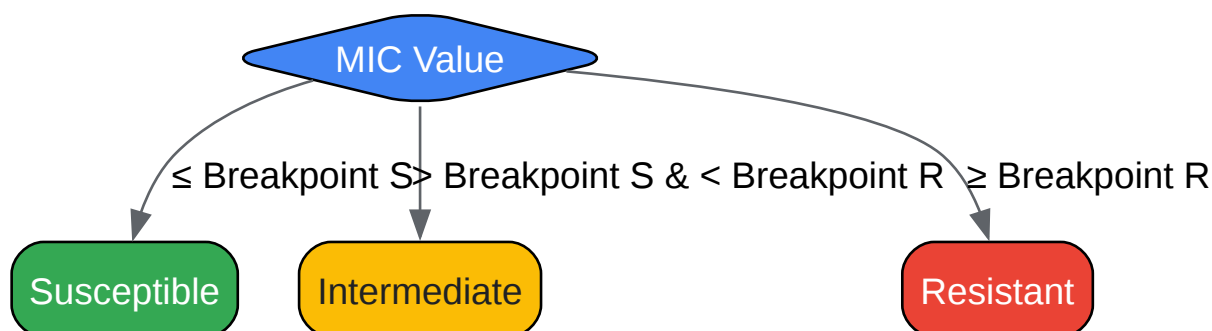 MIC Value
≤ Breakpoint S
> Breakpoint S & < Breakpoint R
≥ Breakpoint R
Susceptible
Intermediate
Resistant